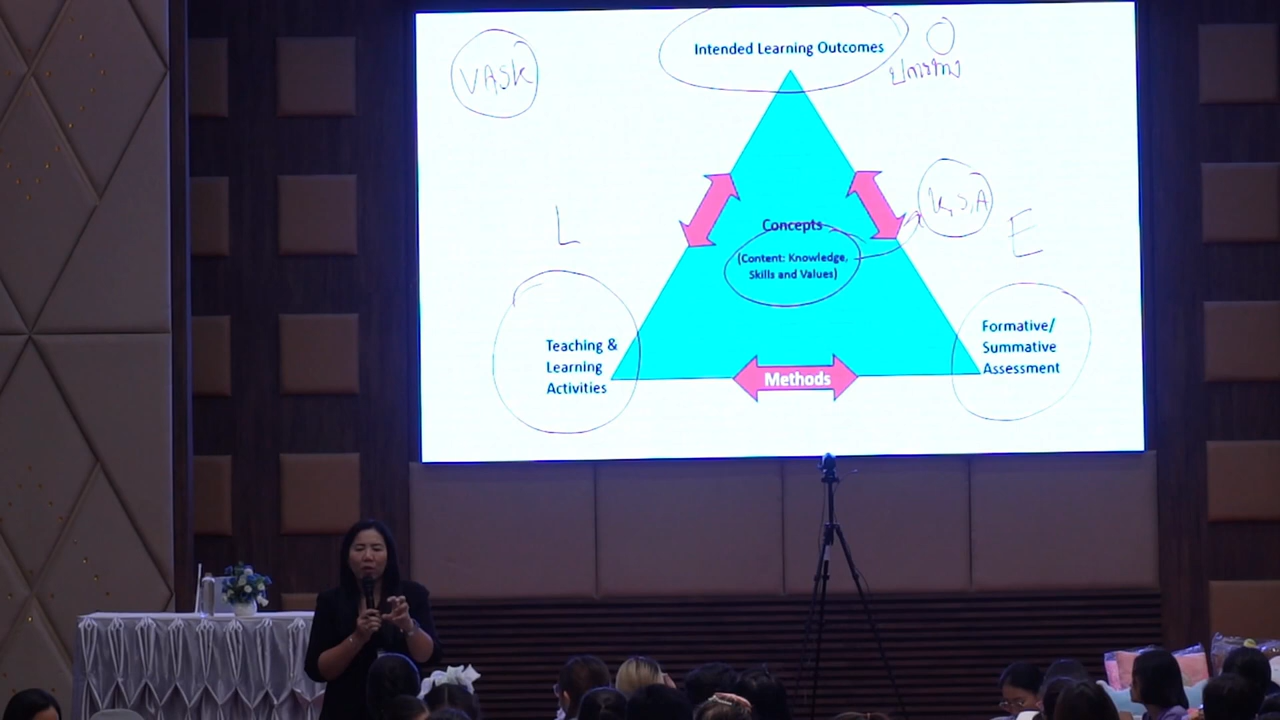 VASK
Intended Learning Outcomes
O
ปลายทาง
K, S, A
L
E
Concepts
(Content: Knowledge,
Skills and Values)
Teaching &
Learning
Activities
Formative/
Summative
Assessment
Methods